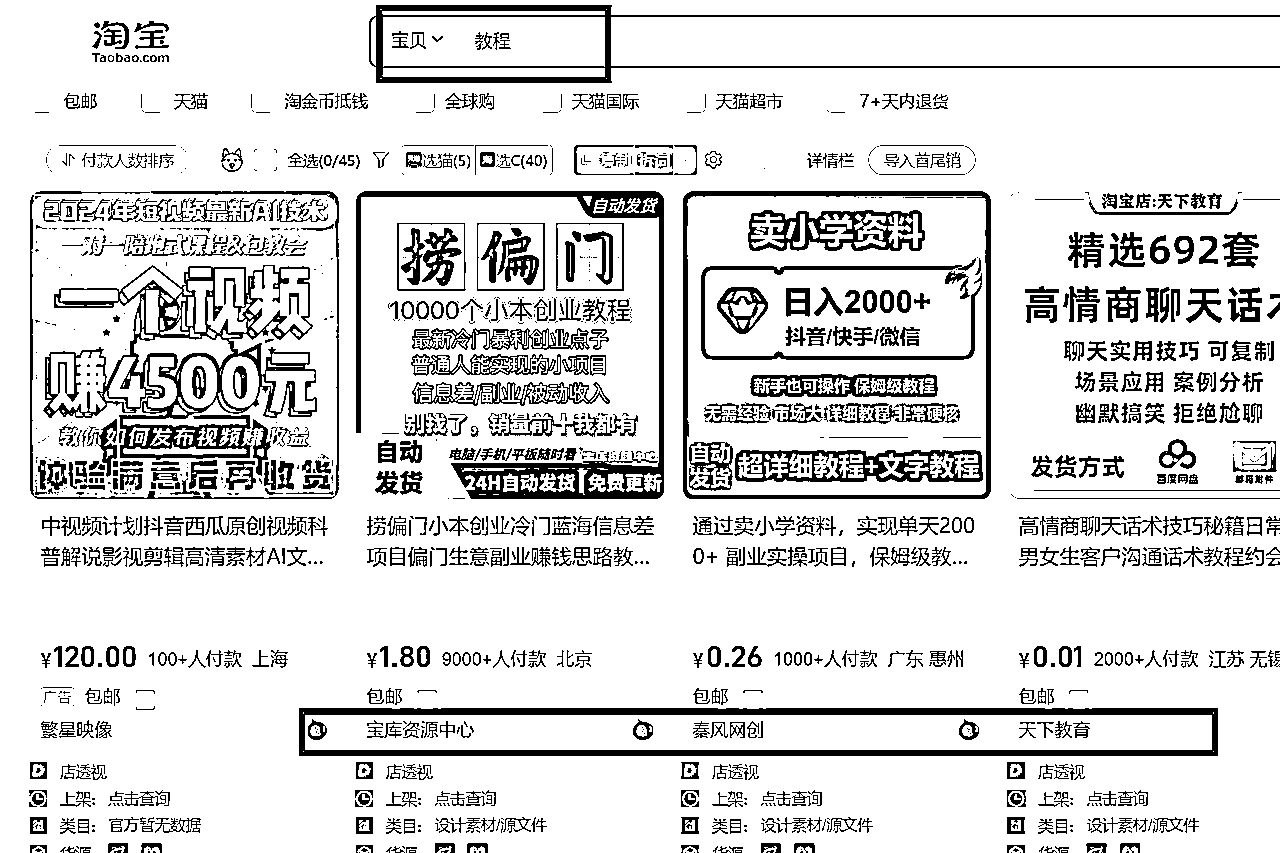 淘宝
Taobao.com
宝贝 教程
包邮 天猫 淘金币抵钱 全球购 天猫国际 天猫超市 7+天内退货
付款人数排序 全选(0/45) 选猫(5) 选C(40) 详情栏 导入首尾销
2024年短视频最新AI技术
一对一陪跑式课程&包教会
一个视频
赚4500元
教你如何发布视频赚收益
体验满意后再收货
自动发货
捞偏门
10000个小本创业教程
最新冷门暴利创业点子
普通人能实现的小项目
信息差/副业/被动收入
别找了,销量前十我都有
自动
发货
电脑/手机/平板随时看
24H自动发货 免费更新
卖小学资料
日入2000+
抖音/快手/微信
新手也可操作 保姆级教程
无需经验 市场大 详细教程 非常硬核
自动
发货
超详细教程+文字教程
淘宝店:天下教育
精选692套
高情商聊天话术
聊天实用技巧 可复制
场景应用 案例分析
幽默搞笑 拒绝尬聊
发货方式
百度网盘
邮箱附件
中视频计划抖音西瓜原创视频科
普解说影视剪辑高清素材AI文...
捞偏门小本创业冷门蓝海信息差
项目偏门生意副业赚钱思路教...
通过卖小学资料,实现单天200
0+ 副业实操项目,保姆级教...
高情商聊天话术技巧秘籍日常
男女生客户沟通话术教程约会
¥120.00 100+人付款 上海
¥1.80 9000+人付款 北京
¥0.26 1000+人付款 广东 惠州
¥0.01 2000+人付款 江苏 无锡
广告 包邮
包邮
包邮
包邮
繁星映像
宝库资源中心
秦风网创
天下教育
店透视
店透视
店透视
店透视
上架: 点击查询
上架: 点击查询
上架: 点击查询
上架: 点击查询
类目: 官方暂无数据
类目: 设计素材/源文件
类目: 设计素材/源文件
类目: 设计素材/源文件
货源
货源
货源
货源